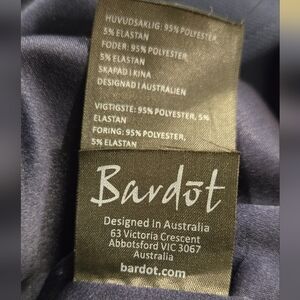 HUVUDSAKLIG: 95% POLYESTER,
5% ELASTAN
FODER: 95% POLYESTER,
5% ELASTAN
SKAPAD I KINA
DESIGNAD I AUSTRALIEN
VIGTIGSTE: 95% POLYESTER, 5%
ELASTAN
FORING: 95% POLYESTER,
5% ELASTAN
Bardōt
Designed in Australia
63 Victoria Crescent
Abbotsford VIC 3067
Australia
bardot.com